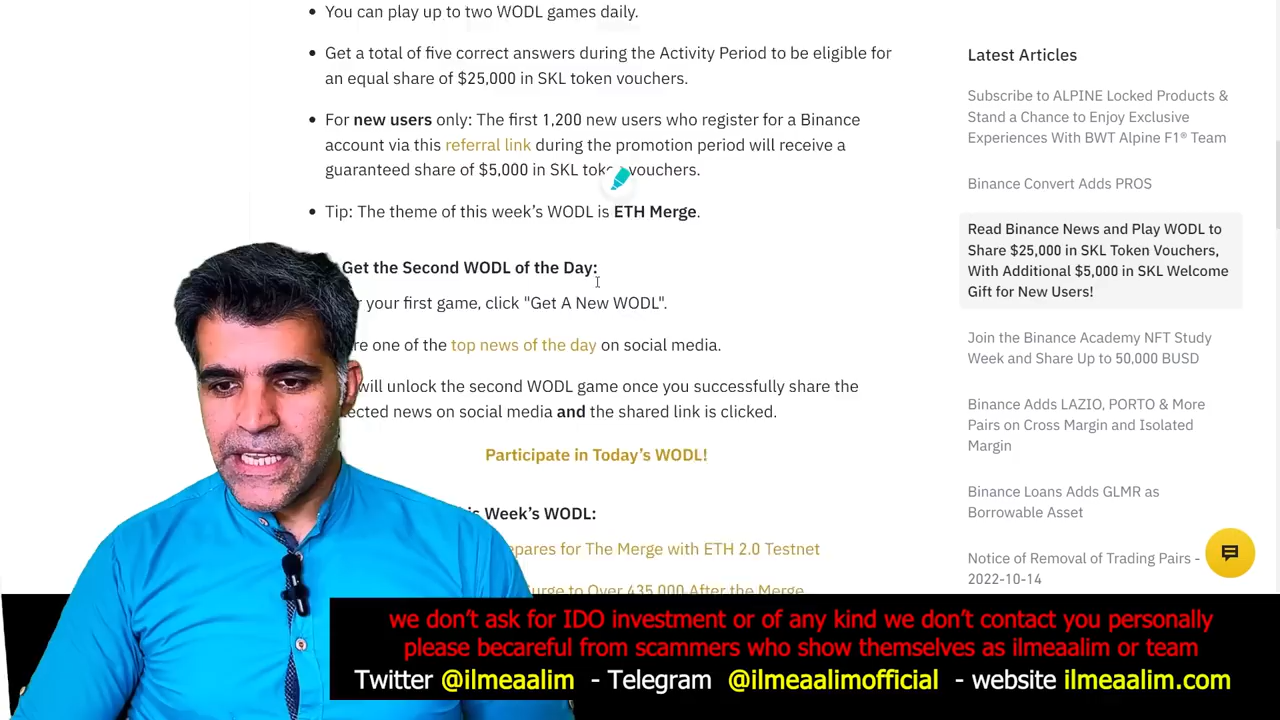 You can play up to two WODL games daily.
Get a total of five correct answers during the Activity Period to be eligible for
an equal share of $25,000 in SKL token vouchers.
For new users only: The first 1,200 new users who register for a Binance
account via this referral link during the promotion period will receive a
guaranteed share of $5,000 in SKL token vouchers.
Tip: The theme of this week's WODL is ETH Merge.
Get the Second WODL of the Day:
your first game, click "Get A New WODL".
one of the top news of the day on social media.
will unlock the second WODL game once you successfully share the
news on social media and the shared link is clicked.
Participate in Today's WODL!
Week's WODL:
for The Merge with ETH 2.0 Testnet
to Over 435,000 After the Merge
Latest Articles
Subscribe to ALPINE Locked Products &
Stand a Chance to Enjoy Exclusive
Experiences With BWT Alpine F1® Team
Binance Convert Adds PROS
Read Binance News and Play WODL to
Share $25,000 in SKL Token Vouchers,
With Additional $5,000 in SKL Welcome
Gift for New Users!
Join the Binance Academy NFT Study
Week and Share Up to 50,000 BUSD
Binance Adds LAZIO, PORTO & More
Pairs on Cross Margin and Isolated
Margin
Binance Loans Adds GLMR as
Borrowable Asset
Notice of Removal of Trading Pairs -
2022-10-14
we don't ask for IDO investment or of any kind we don't contact you personally
please becareful from scammers who show themselves as ilmeaalim or team
Twitter @ilmeaalim - Telegram @ilmeaalimofficial - website ilmeaalim.com